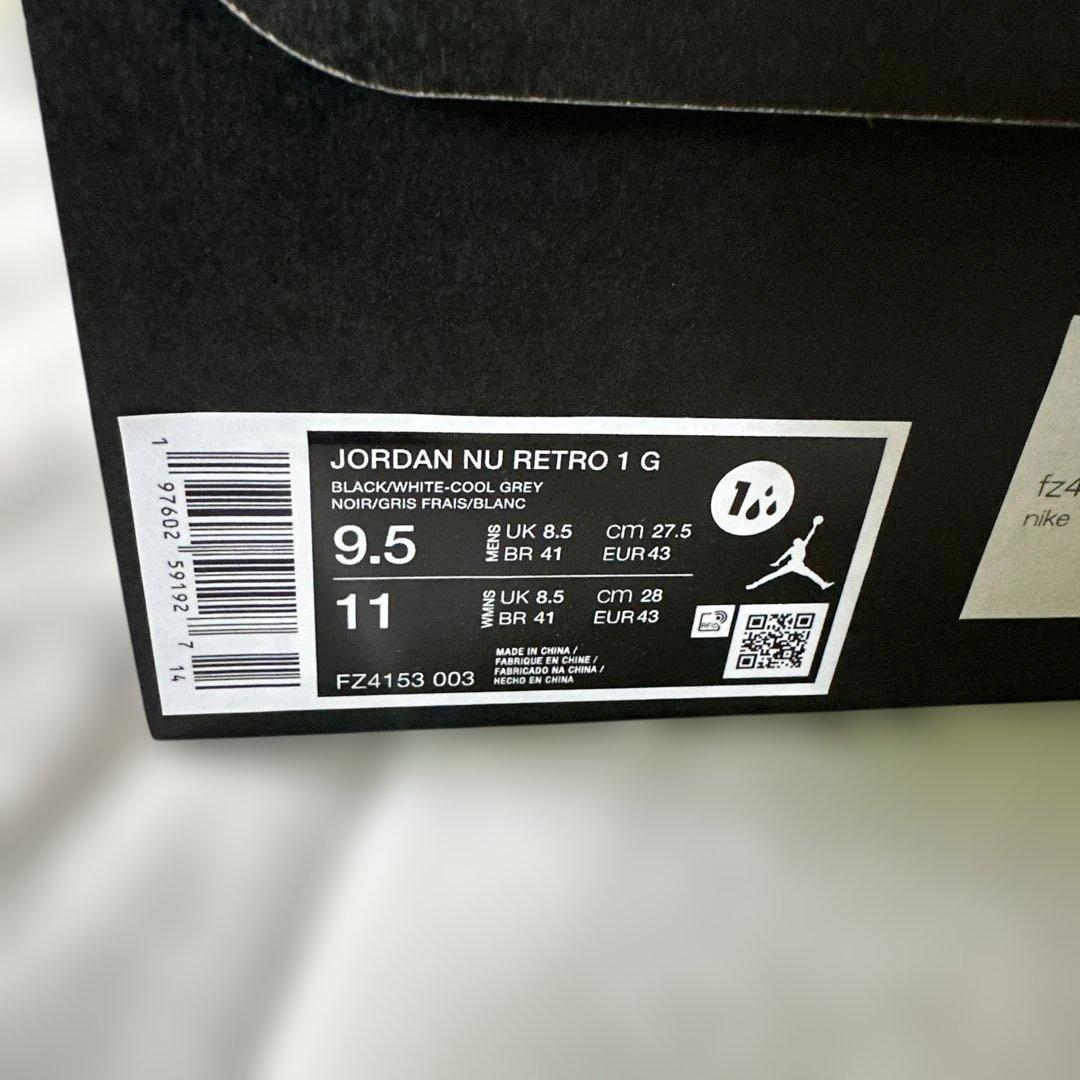 1 97602 59192 7 14
JORDAN NU RETRO 1 G
BLACK/WHITE-COOL GREY
NOIR/GRIS FRAIS/BLANC
9.5 MENS UK 8.5 cm 27.5
BR 41 EUR 43
11 WMNS UK 8.5 cm 28
BR 41 EUR 43
RFID
FZ4153 003
MADE IN CHINA /
FABRIQUE EN CHINE /
FABRICADO NA CHINA /
HECHO EN CHINA
fz4
nike